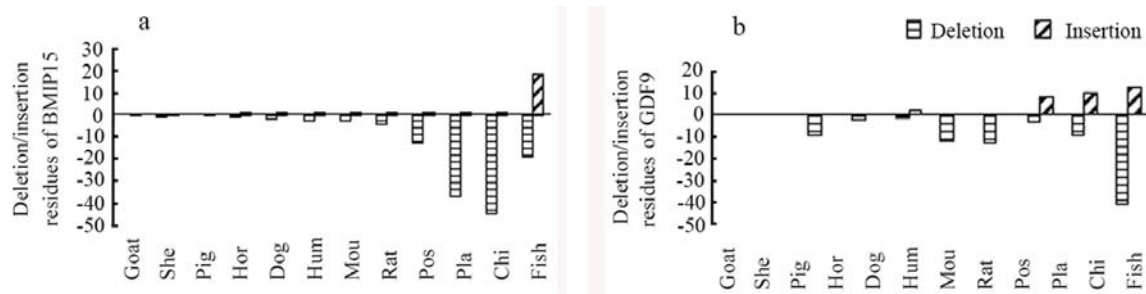 a
Deletion/insertion
residues of BMIP15
30
20
10
0
-10
-20
-30
-40
-50
Goat
She
Pig
Hor
Dog
Hum
Mou
Rat
Pos
Pla
Chi
Fish
b
Deletion
Insertion
Deletion/insertion
residues of GDF9
20
10
0
-10
-20
-30
-40
-50
Goat
She
Pig
Hor
Dog
Hum
Mou
Rat
Pos
Pla
Chi
Fish